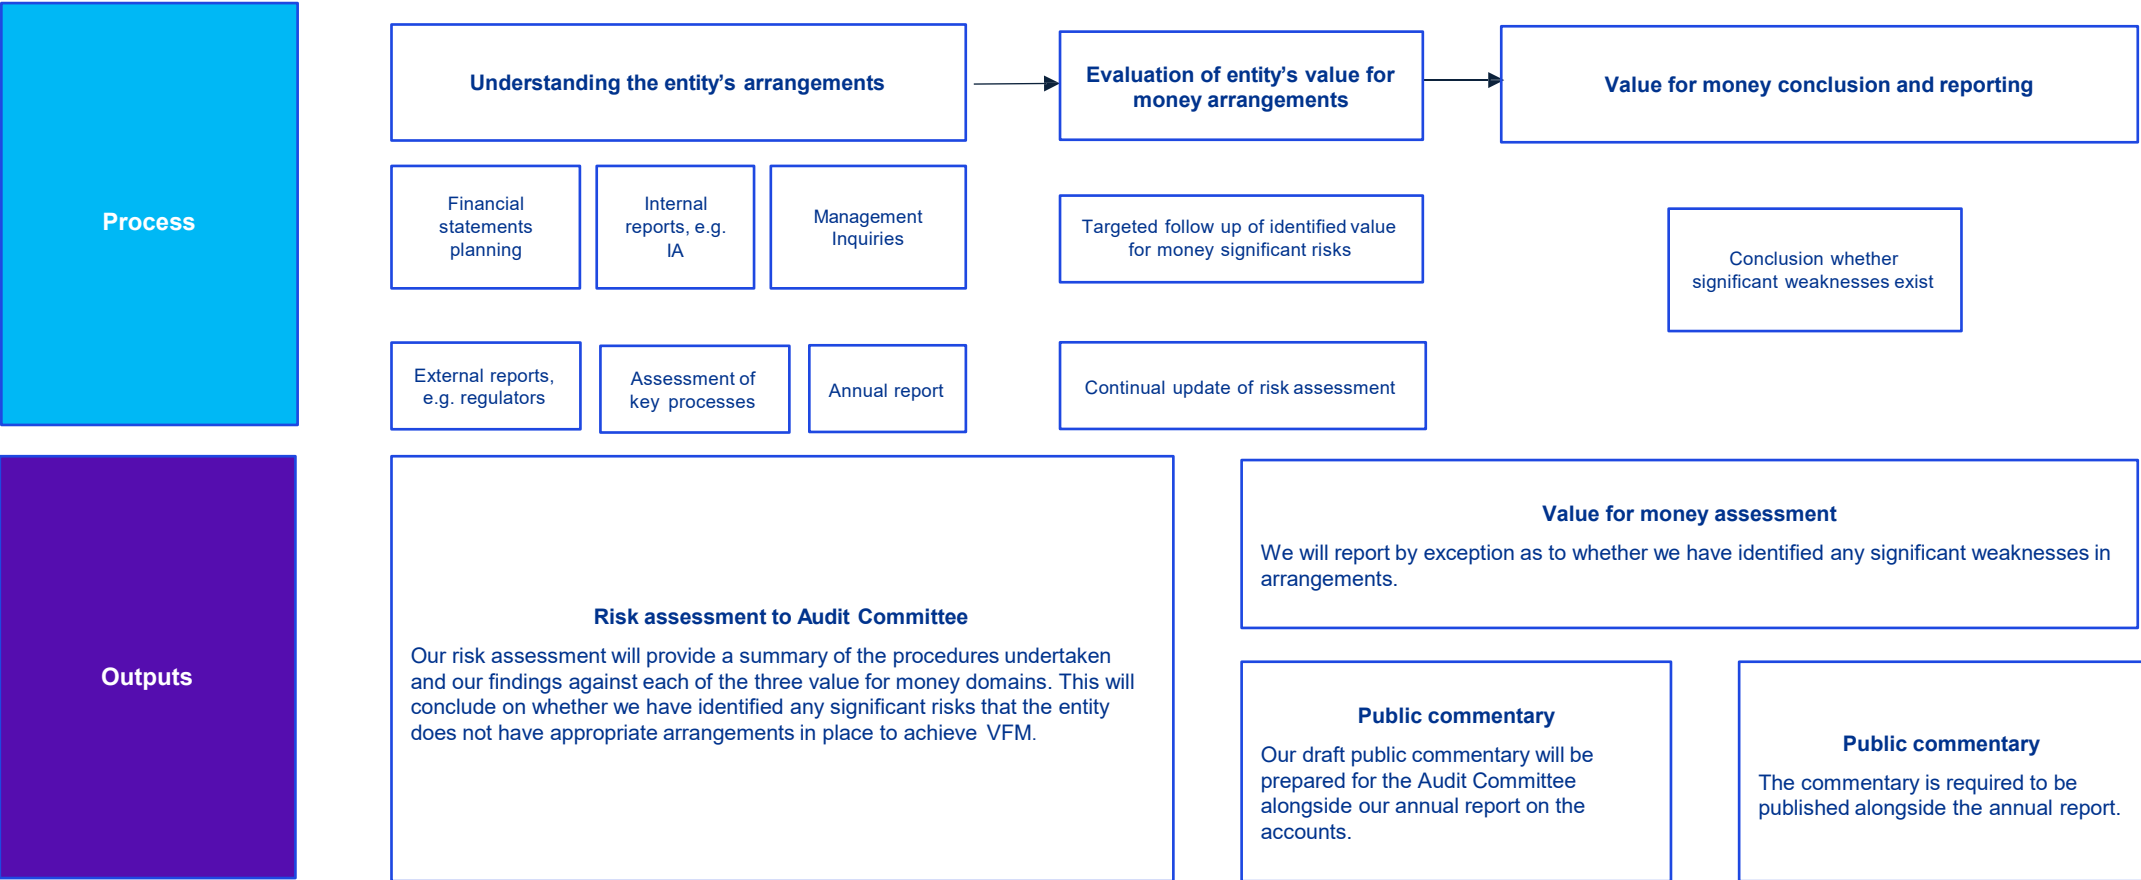 Process
Understanding the entity's arrangements
Evaluation of entity's value for
money arrangements
Value for money conclusion and reporting
Financial
statements
planning
Internal
reports, e.g.
IA
Management
Inquiries
Targeted follow up of identified value
for money significant risks
Conclusion whether
significant weaknesses exist
External reports,
e.g. regulators
Assessment of
key processes
Annual report
Continual update of risk assessment
Outputs
Risk assessment to Audit Committee
Our risk assessment will provide a summary of the procedures undertaken
and our findings against each of the three value for money domains. This will
conclude on whether we have identified any significant risks that the entity
does not have appropriate arrangements in place to achieve VFM.
Value for money assessment
We will report by exception as to whether we have identified any significant weaknesses in
arrangements.
Public commentary
Our draft public commentary will be
prepared for the Audit Committee
alongside our annual report on the
accounts.
Public commentary
The commentary is required to be
published alongside the annual report.